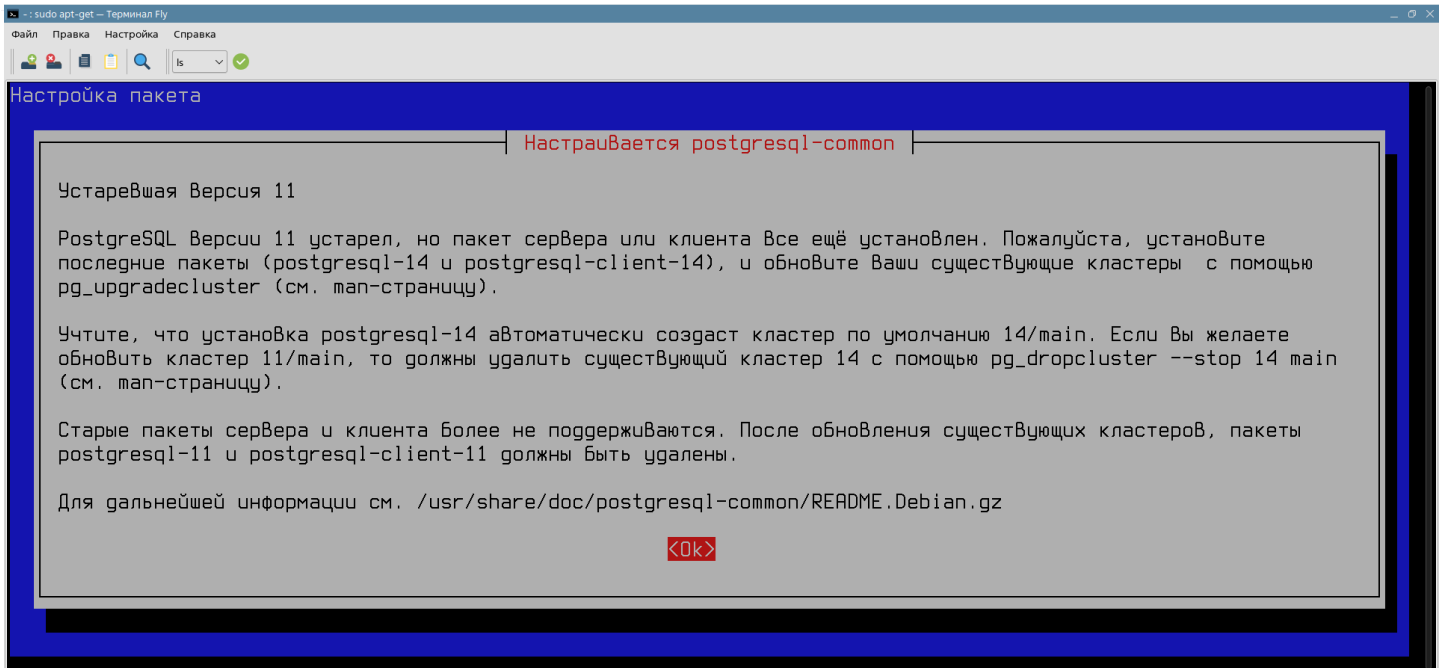 - : sudo apt-get — Терминал Fly
Файл Правка Настройка Справка
ls
Настройка пакета
Настраивается postgresql-common
Устаревшая версия 11
PostgreSQL версии 11 устарел, но пакет сервера или клиента все ещё установлен. Пожалуйста, установите
последние пакеты (postgresql-14 и postgresql-client-14), и обновите Ваши существующие кластеры  с помощью
pg_upgradecluster (см. man-страницу).
Учтите, что установка postgresql-14 автоматически создаст кластер по умолчанию 14/main. Если Вы желаете
обновить кластер 11/main, то должны удалить существующий кластер 14 с помощью pg_dropcluster --stop 14 main
(см. man-страницу).
Старые пакеты сервера и клиента более не поддерживаются. После обновления существующих кластеров, пакеты
postgresql-11 и postgresql-client-11 должны быть удалены.
Для дальнейшей информации см. /usr/share/doc/postgresql-common/README.Debian.gz
<Ok>